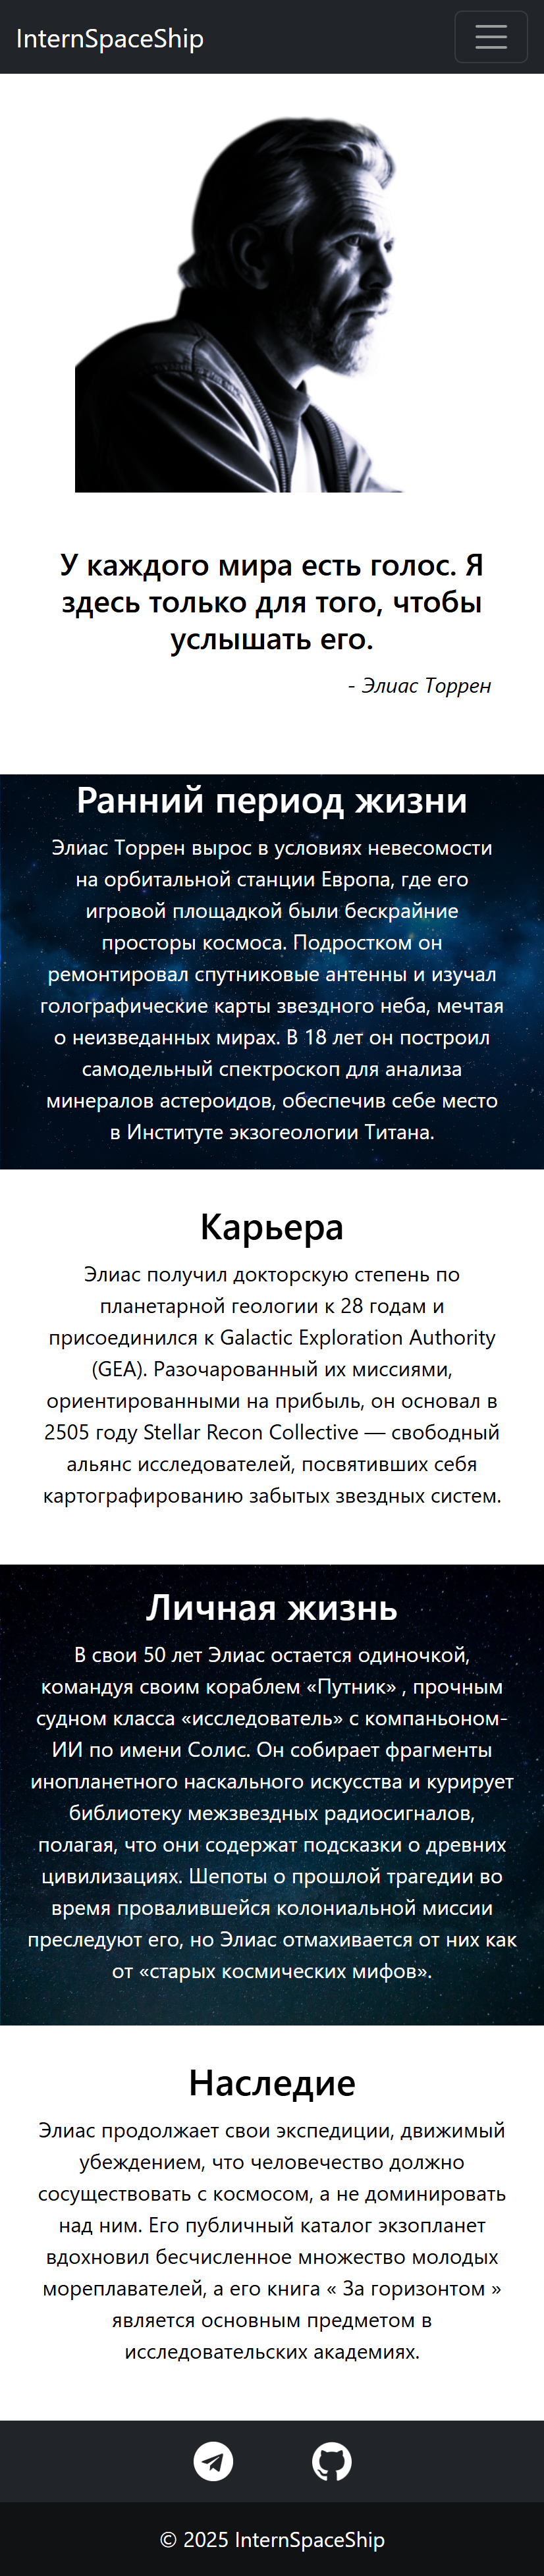 InternSpaceShip
У каждого мира есть голос. Я
здесь только для того, чтобы
услышать его.
- Элиас Торрен
Ранний период жизни
Элиас Торрен вырос в условиях невесомости
на орбитальной станции Европа, где его
игровой площадкой были бескрайние
просторы космоса. Подростком он
ремонтировал спутниковые антенны и изучал
голографические карты звездного неба, мечтая
о неизведанных мирах. В 18 лет он построил
самодельный спектроскоп для анализа
минералов астероидов, обеспечив себе место
в Институте экзогеологии Титана.
Карьера
Элиас получил докторскую степень по
планетарной геологии к 28 годам и
присоединился к Galactic Exploration Authority
(GEA). Разочарованный их миссиями,
ориентированными на прибыль, он основал в
2505 году Stellar Recon Collective — свободный
альянс исследователей, посвятивших себя
картографированию забытых звездных систем.
Личная жизнь
В свои 50 лет Элиас остается одиночкой,
командуя своим кораблем «Путник» , прочным
судном класса «исследователь» с компаньоном-
ИИ по имени Солис. Он собирает фрагменты
инопланетного наскального искусства и курирует
библиотеку межзвездных радиосигналов,
полагая, что они содержат подсказки о древних
цивилизациях. Шепоты о прошлой трагедии во
время провалившейся колониальной миссии
преследуют его, но Элиас отмахивается от них как
от «старых космических мифов».
Наследие
Элиас продолжает свои экспедиции, движимый
убеждением, что человечество должно
сосуществовать с космосом, а не доминировать
над ним. Его публичный каталог экзопланет
вдохновил бесчисленное множество молодых
мореплавателей, а его книга « За горизонтом »
является основным предметом в
исследовательских академиях.
© 2025 InternSpaceShip